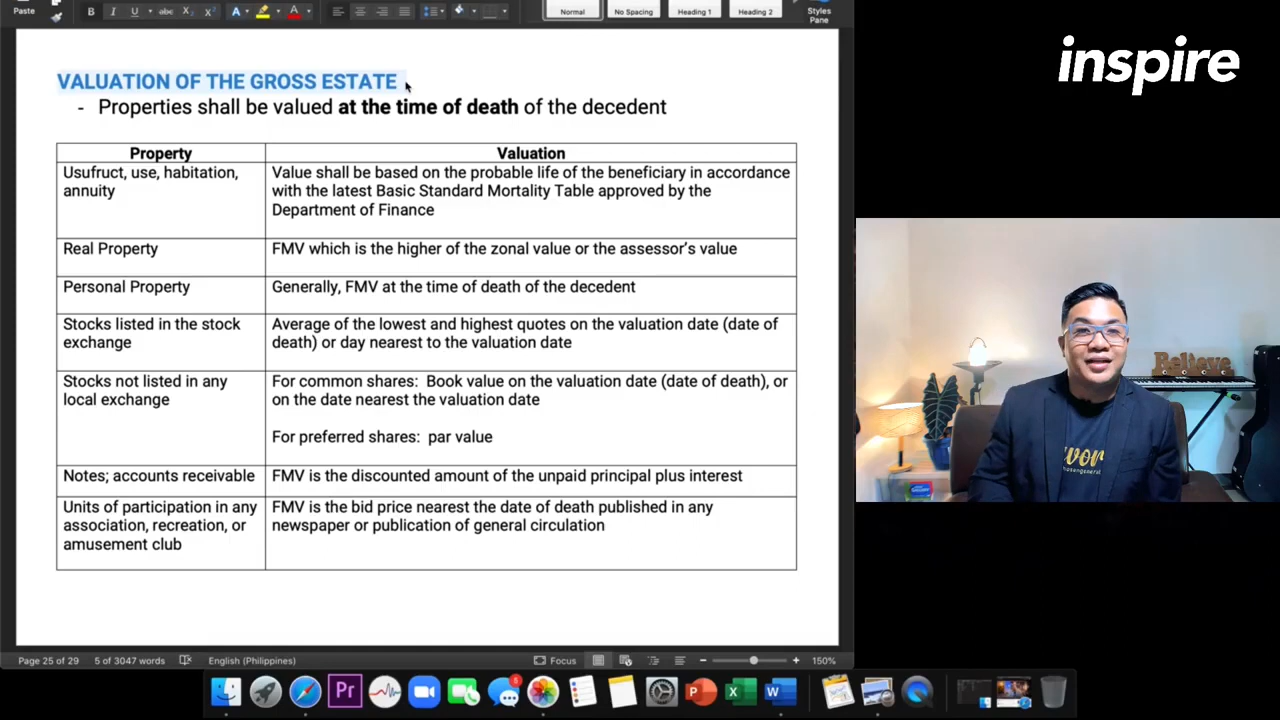 Paste
B I U abc X₂ X² A A
Normal
No Spacing
Heading 1
Heading 2
Styles
Pane
inspire
VALUATION OF THE GROSS ESTATE
- Properties shall be valued at the time of death of the decedent
Property Valuation
Usufruct, use, habitation,
annuity
Value shall be based on the probable life of the beneficiary in accordance
with the latest Basic Standard Mortality Table approved by the
Department of Finance
Real Property
FMV which is the higher of the zonal value or the assessor's value
Personal Property
Generally, FMV at the time of death of the decedent
Stocks listed in the stock
exchange
Average of the lowest and highest quotes on the valuation date (date of
death) or day nearest to the valuation date
Stocks not listed in any
local exchange
For common shares: Book value on the valuation date (date of death), or
on the date nearest the valuation date
For preferred shares: par value
Notes; accounts receivable
FMV is the discounted amount of the unpaid principal plus interest
Units of participation in any
association, recreation, or
amusement club
FMV is the bid price nearest the date of death published in any
newspaper or publication of general circulation
Believe
Page 25 of 29 5 of 3047 words English (Philippines) Focus 150%
Pr 5 P X W